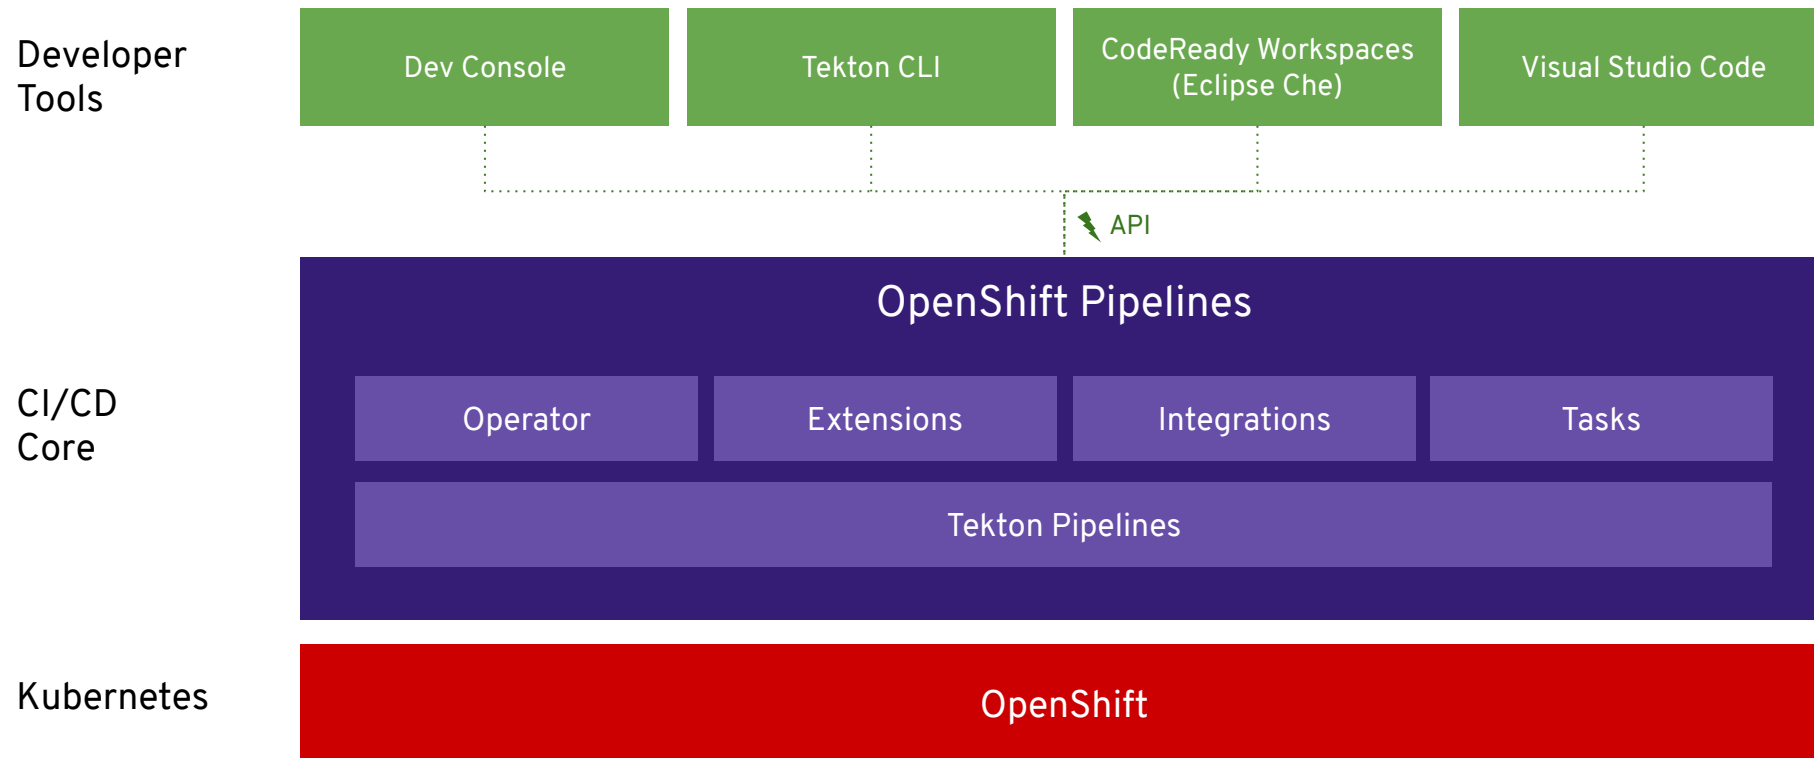 Developer
Tools
Dev Console
Tekton CLI
CodeReady Workspaces
(Eclipse Che)
Visual Studio Code
API
OpenShift Pipelines
CI/CD
Core
Operator
Extensions
Integrations
Tasks
Tekton Pipelines
Kubernetes
OpenShift